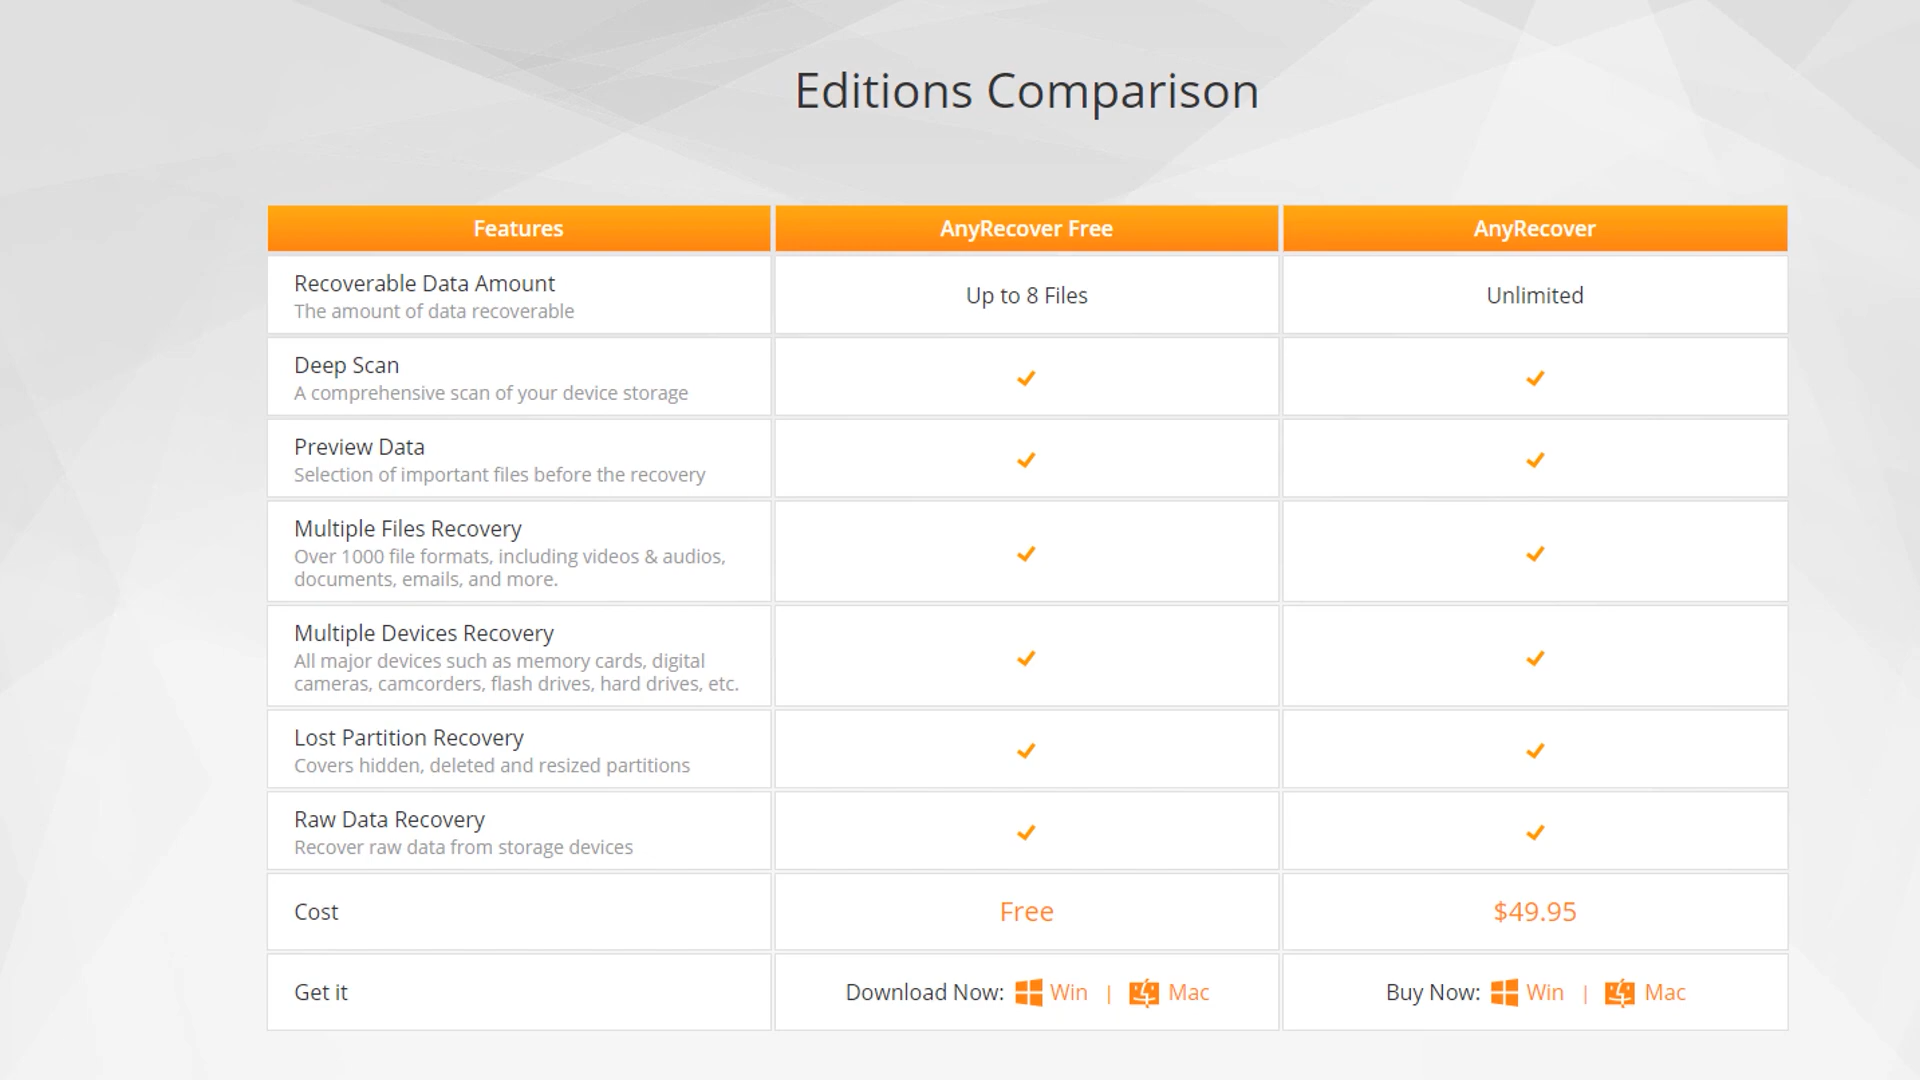 Editions Comparison
Features
AnyRecover Free
AnyRecover
Recoverable Data Amount
The amount of data recoverable
Up to 8 Files
Unlimited
Deep Scan
A comprehensive scan of your device storage
Preview Data
Selection of important files before the recovery
Multiple Files Recovery
Over 1000 file formats, including videos & audios,
documents, emails, and more.
Multiple Devices Recovery
All major devices such as memory cards, digital
cameras, camcorders, flash drives, hard drives, etc.
Lost Partition Recovery
Covers hidden, deleted and resized partitions
Raw Data Recovery
Recover raw data from storage devices
Cost
Free
$49.95
Get it
Download Now: Win | Mac
Buy Now: Win | Mac